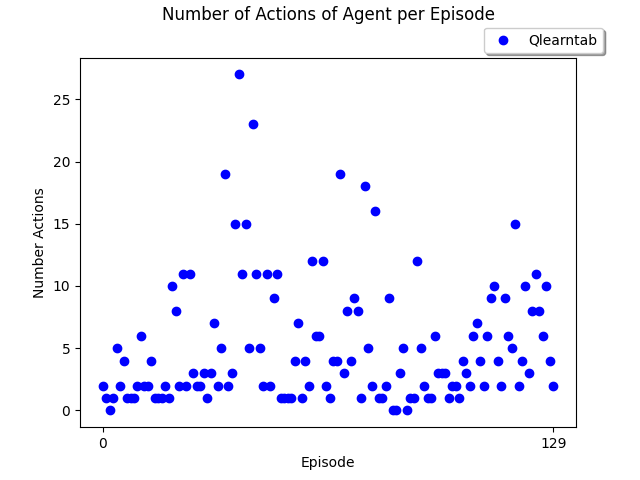 Number of Actions of Agent per Episode
Qlearntab
25
20
15
10
5
0
Number Actions
0
129
Episode